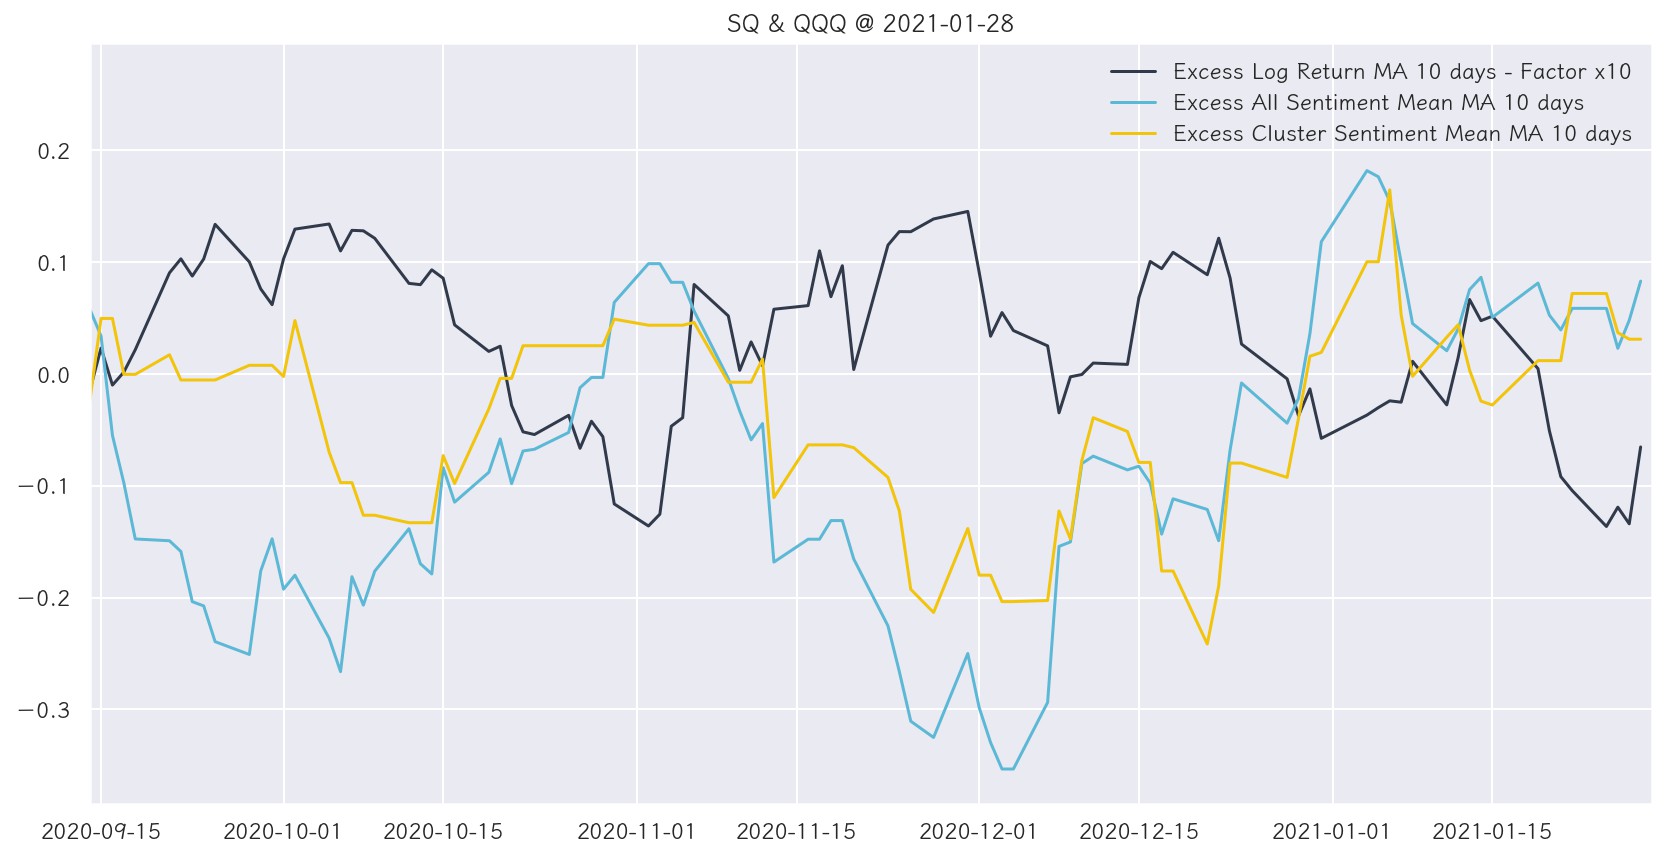 SQ & QQQ @ 2021-01-28
Excess Log Return MA 10 days - Factor x10
Excess All Sentiment Mean MA 10 days
Excess Cluster Sentiment Mean MA 10 days
0.2
0.1
0.0
−0.1
−0.2
−0.3
2020-09-15 2020-10-01 2020-10-15 2020-11-01 2020-11-15 2020-12-01 2020-12-15 2021-01-01 2021-01-15